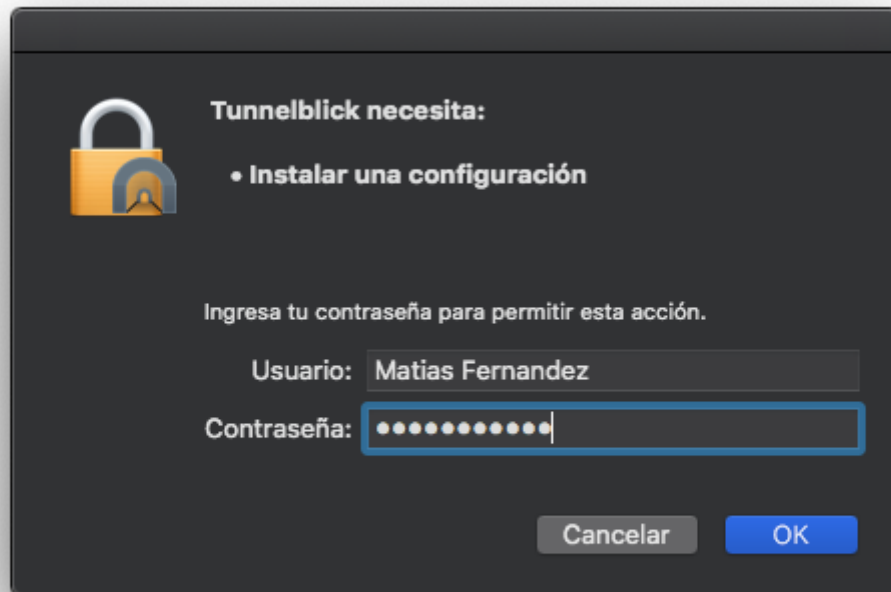 Tunnelblick necesita:
• Instalar una configuración
Ingresa tu contraseña para permitir esta acción.
Usuario: Matias Fernandez
Contraseña: •••••••••••
Cancelar OK